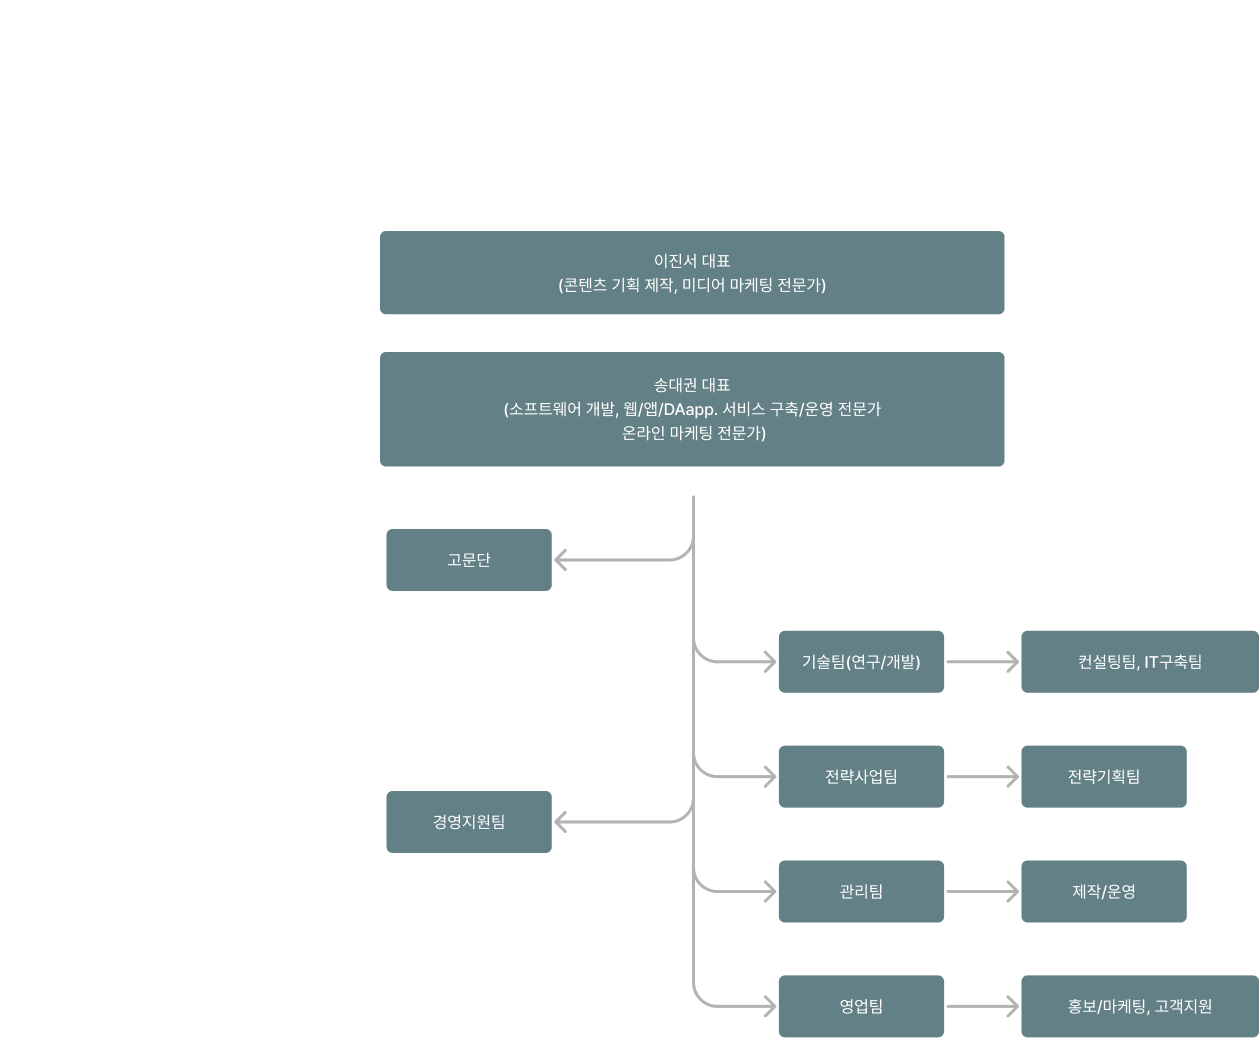 이진서 대표
(콘텐츠 기획 제작, 미디어 마케팅 전문가)
송대권 대표
(소프트웨어 개발, 웹/앱/DAapp. 서비스 구축/운영 전문가
온라인 마케팅 전문가)
고문단
기술팀(연구/개발)
컨설팅팀, IT구축팀
전략사업팀
전략기획팀
경영지원팀
관리팀
제작/운영
영업팀
홍보/마케팅, 고객지원